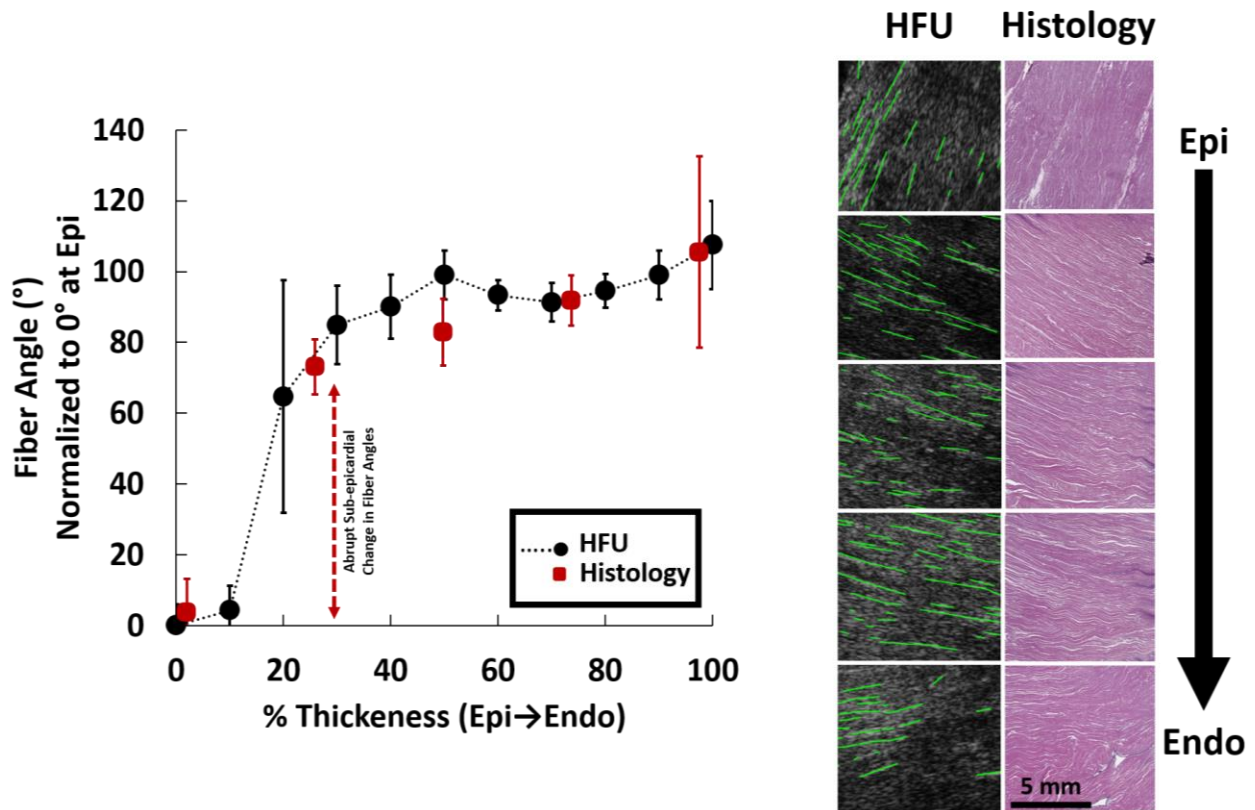 HFU Histology
140
120
100
80
60
40
20
0
Fiber Angle (°)
Normalized to 0° at Epi
Abrupt Sub-epicardial
Change in Fiber Angles
HFU
Histology
0 20 40 60 80 100
% Thickeness (Epi→Endo)
Epi
Endo
5 mm